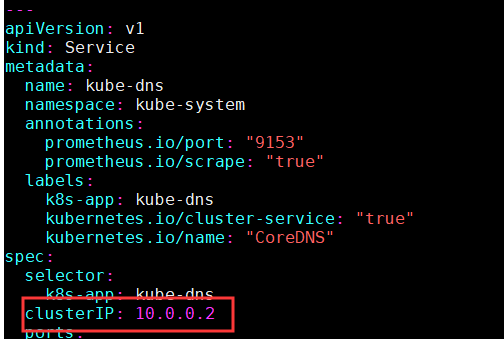 ---
apiVersion: v1
kind: Service
metadata:
  name: kube-dns
  namespace: kube-system
  annotations:
    prometheus.io/port: "9153"
    prometheus.io/scrape: "true"
  labels:
    k8s-app: kube-dns
    kubernetes.io/cluster-service: "true"
    kubernetes.io/name: "CoreDNS"
spec:
  selector:
    k8s-app: kube-dns
  clusterIP: 10.0.0.2
  ports: